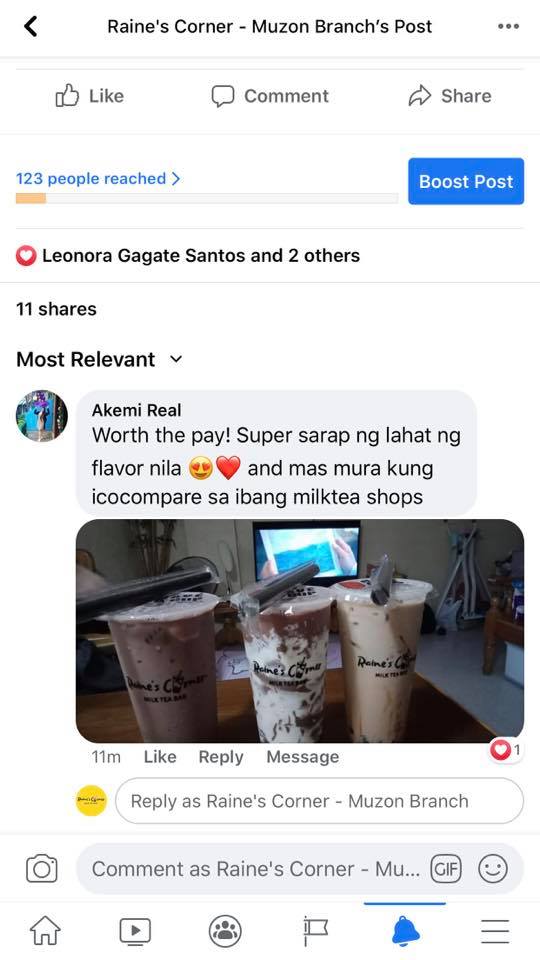 Raine's Corner - Muzon Branch's Post
Like Comment Share
123 people reached
Boost Post
Leonora Gagate Santos and 2 others
11 shares
Most Relevant
Akemi Real
Worth the pay! Super sarap ng lahat ng
flavor nila 😍❤️ and mas mura kung
icocompare sa ibang milktea shops
Raine's Corner
MILK TEA BAR
Raine's Corner
MILK TEA BAR
Raine's Corner
MILK TEA BAR
11m Like Reply Message 1
Reply as Raine's Corner - Muzon Branch
Comment as Raine's Corner - Mu... GIF